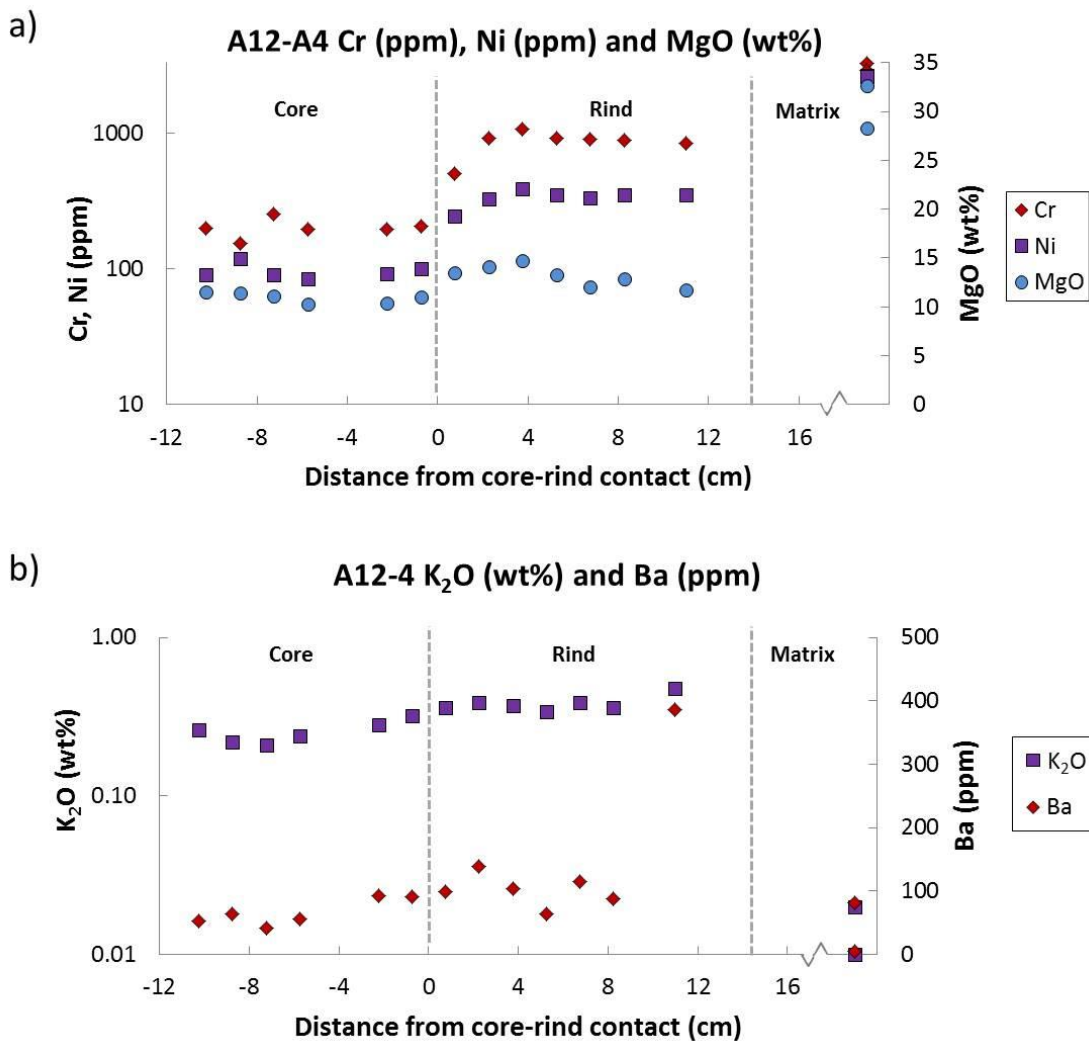 a)
A12-A4 Cr (ppm), Ni (ppm) and MgO (wt%)
Core
Rind
Matrix
1000
100
10
Cr, Ni (ppm)
35
30
25
20
15
10
5
0
MgO (wt%)
Cr
Ni
MgO
-12 -8 -4 0 4 8 12 16
Distance from core-rind contact (cm)
b)
A12-4 K₂O (wt%) and Ba (ppm)
Core
Rind
Matrix
1.00
0.10
0.01
K₂O (wt%)
500
400
300
200
100
0
Ba (ppm)
K₂O
Ba
-12 -8 -4 0 4 8 12 16
Distance from core-rind contact (cm)